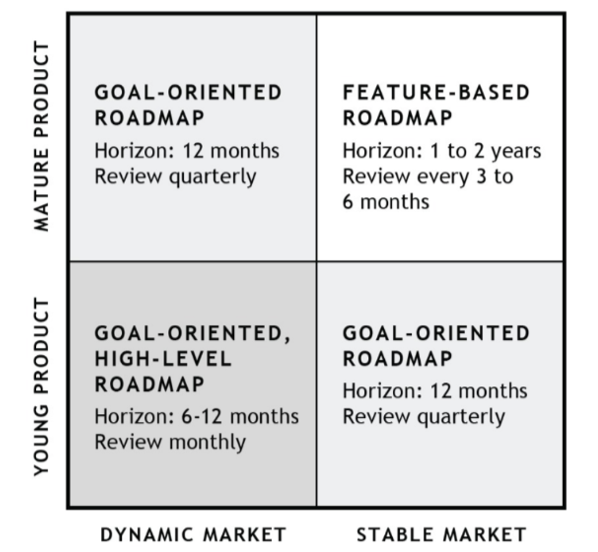 MATURE PRODUCT
GOAL-ORIENTED
ROADMAP
Horizon: 12 months
Review quarterly
FEATURE-BASED
ROADMAP
Horizon: 1 to 2 years
Review every 3 to
6 months
YOUNG PRODUCT
GOAL-ORIENTED,
HIGH-LEVEL
ROADMAP
Horizon: 6-12 months
Review monthly
GOAL-ORIENTED
ROADMAP
Horizon: 12 months
Review quarterly
DYNAMIC MARKET
STABLE MARKET